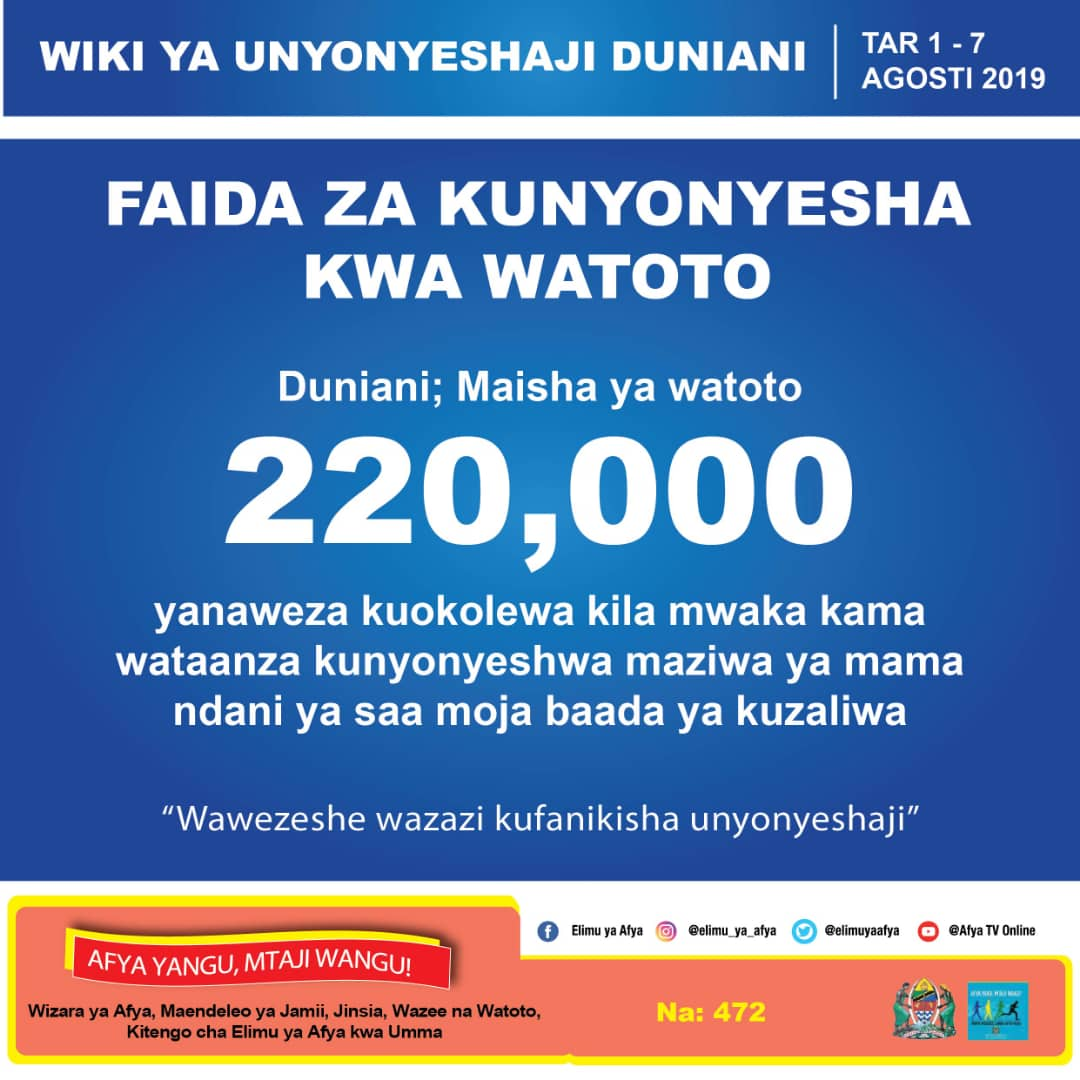 WIKI YA UNYONYESHAJI DUNIANI
TAR 1 - 7
AGOSTI 2019
FAIDA ZA KUNYONYESHA
KWA WATOTO
Duniani; Maisha ya watoto
220,000
yanaweza kuokolewa kila mwaka kama
wataanza kunyonyeshwa maziwa ya mama
ndani ya saa moja baada ya kuzaliwa
“Wawezeshe wazazi kufanikisha unyonyeshaji”
Elimu ya Afya @elimu_ya_afya @elimuyaafya @Afya TV Online
AFYA YANGU, MTAJI WANGU!
Wizara ya Afya, Maendeleo ya Jamii, Jinsia, Wazee na Watoto,
Kitengo cha Elimu ya Afya kwa Umma
Na: 472